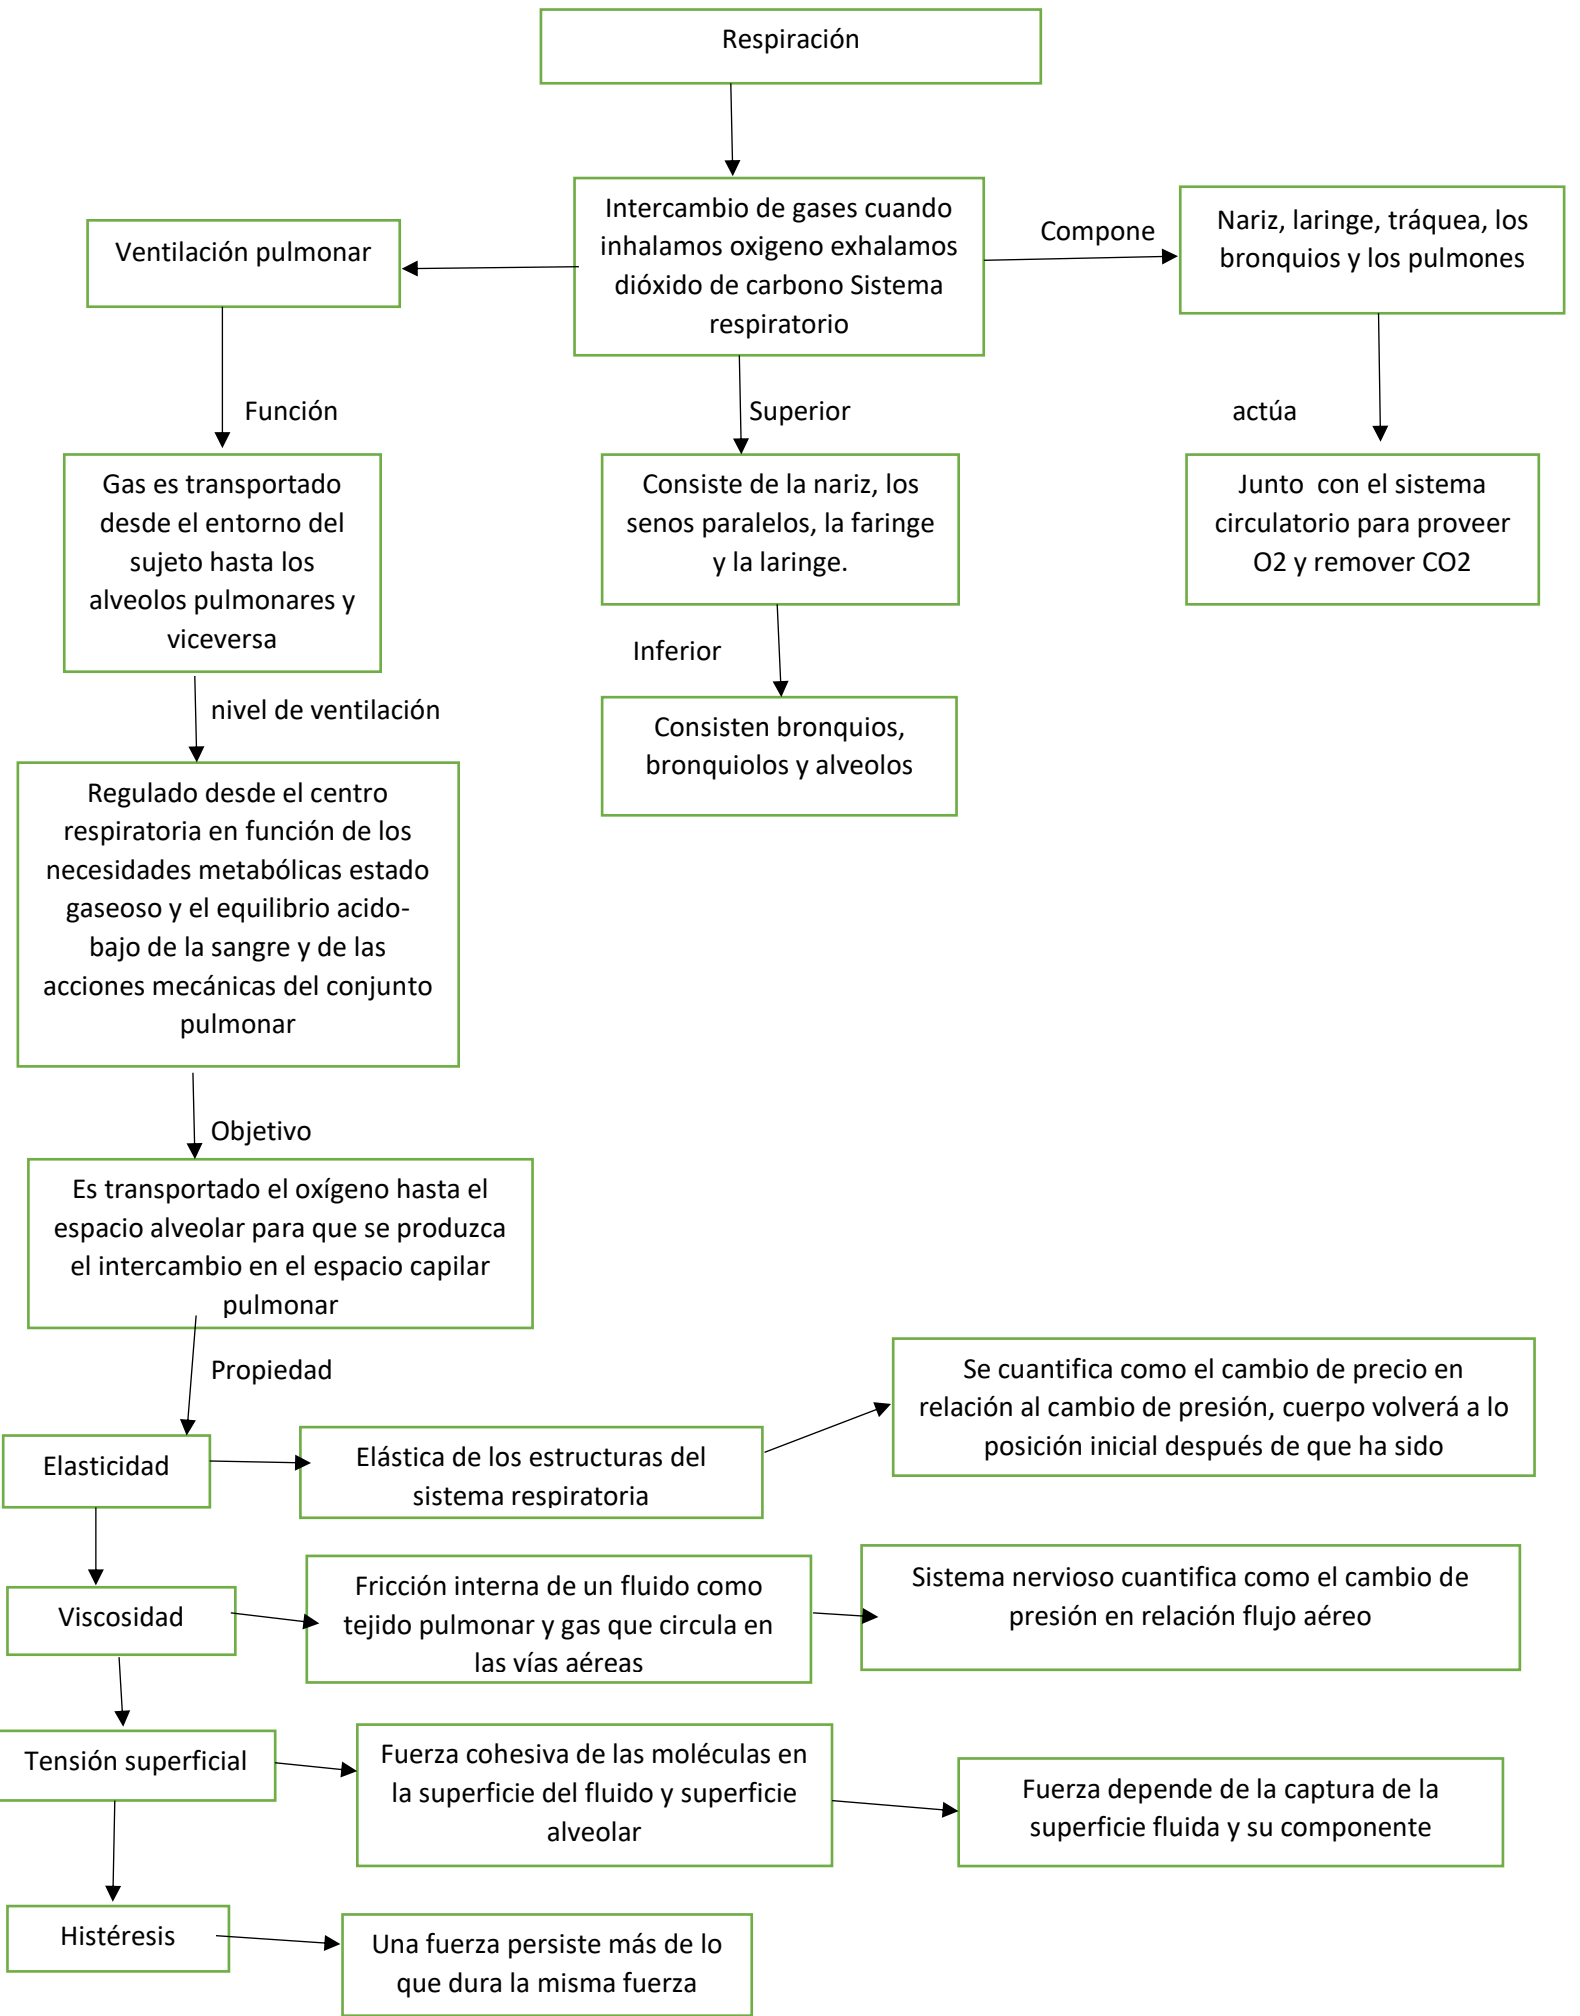 Respiración
Intercambio de gases cuando
inhalamos oxigeno exhalamos
dióxido de carbono Sistema
respiratorio
Compone
Nariz, laringe, tráquea, los
bronquios y los pulmones
Ventilación pulmonar
Función
Superior
actúa
Gas es transportado
desde el entorno del
sujeto hasta los
alveolos pulmonares y
viceversa
Consiste de la nariz, los
senos paralelos, la faringe
y la laringe.
Junto con el sistema
circulatorio para proveer
O2 y remover CO2
Inferior
nivel de ventilación
Consisten bronquios,
bronquiolos y alveolos
Regulado desde el centro
respiratoria en función de los
necesidades metabólicas estado
gaseoso y el equilibrio acido-
bajo de la sangre y de las
acciones mecánicas del conjunto
pulmonar
Objetivo
Es transportado el oxígeno hasta el
espacio alveolar para que se produzca
el intercambio en el espacio capilar
pulmonar
Propiedad
Elasticidad
Elástica de los estructuras del
sistema respiratoria
Se cuantifica como el cambio de precio en
relación al cambio de presión, cuerpo volverá a lo
posición inicial después de que ha sido
Viscosidad
Fricción interna de un fluido como
tejido pulmonar y gas que circula en
las vías aéreas
Sistema nervioso cuantifica como el cambio de
presión en relación flujo aéreo
Tensión superficial
Fuerza cohesiva de las moléculas en
la superficie del fluido y superficie
alveolar
Fuerza depende de la captura de la
superficie fluida y su componente
Histéresis
Una fuerza persiste más de lo
que dura la misma fuerza